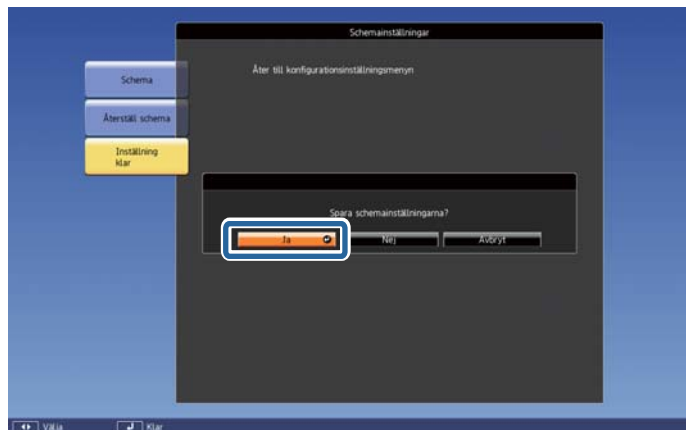 Schemainställningar
Åter till konfigurationsinställningsmenyn
Schema
Återställ schema
Inställning
klar
Spara schemainställningarna?
Ja
Nej
Avbryt
Välja
Klar